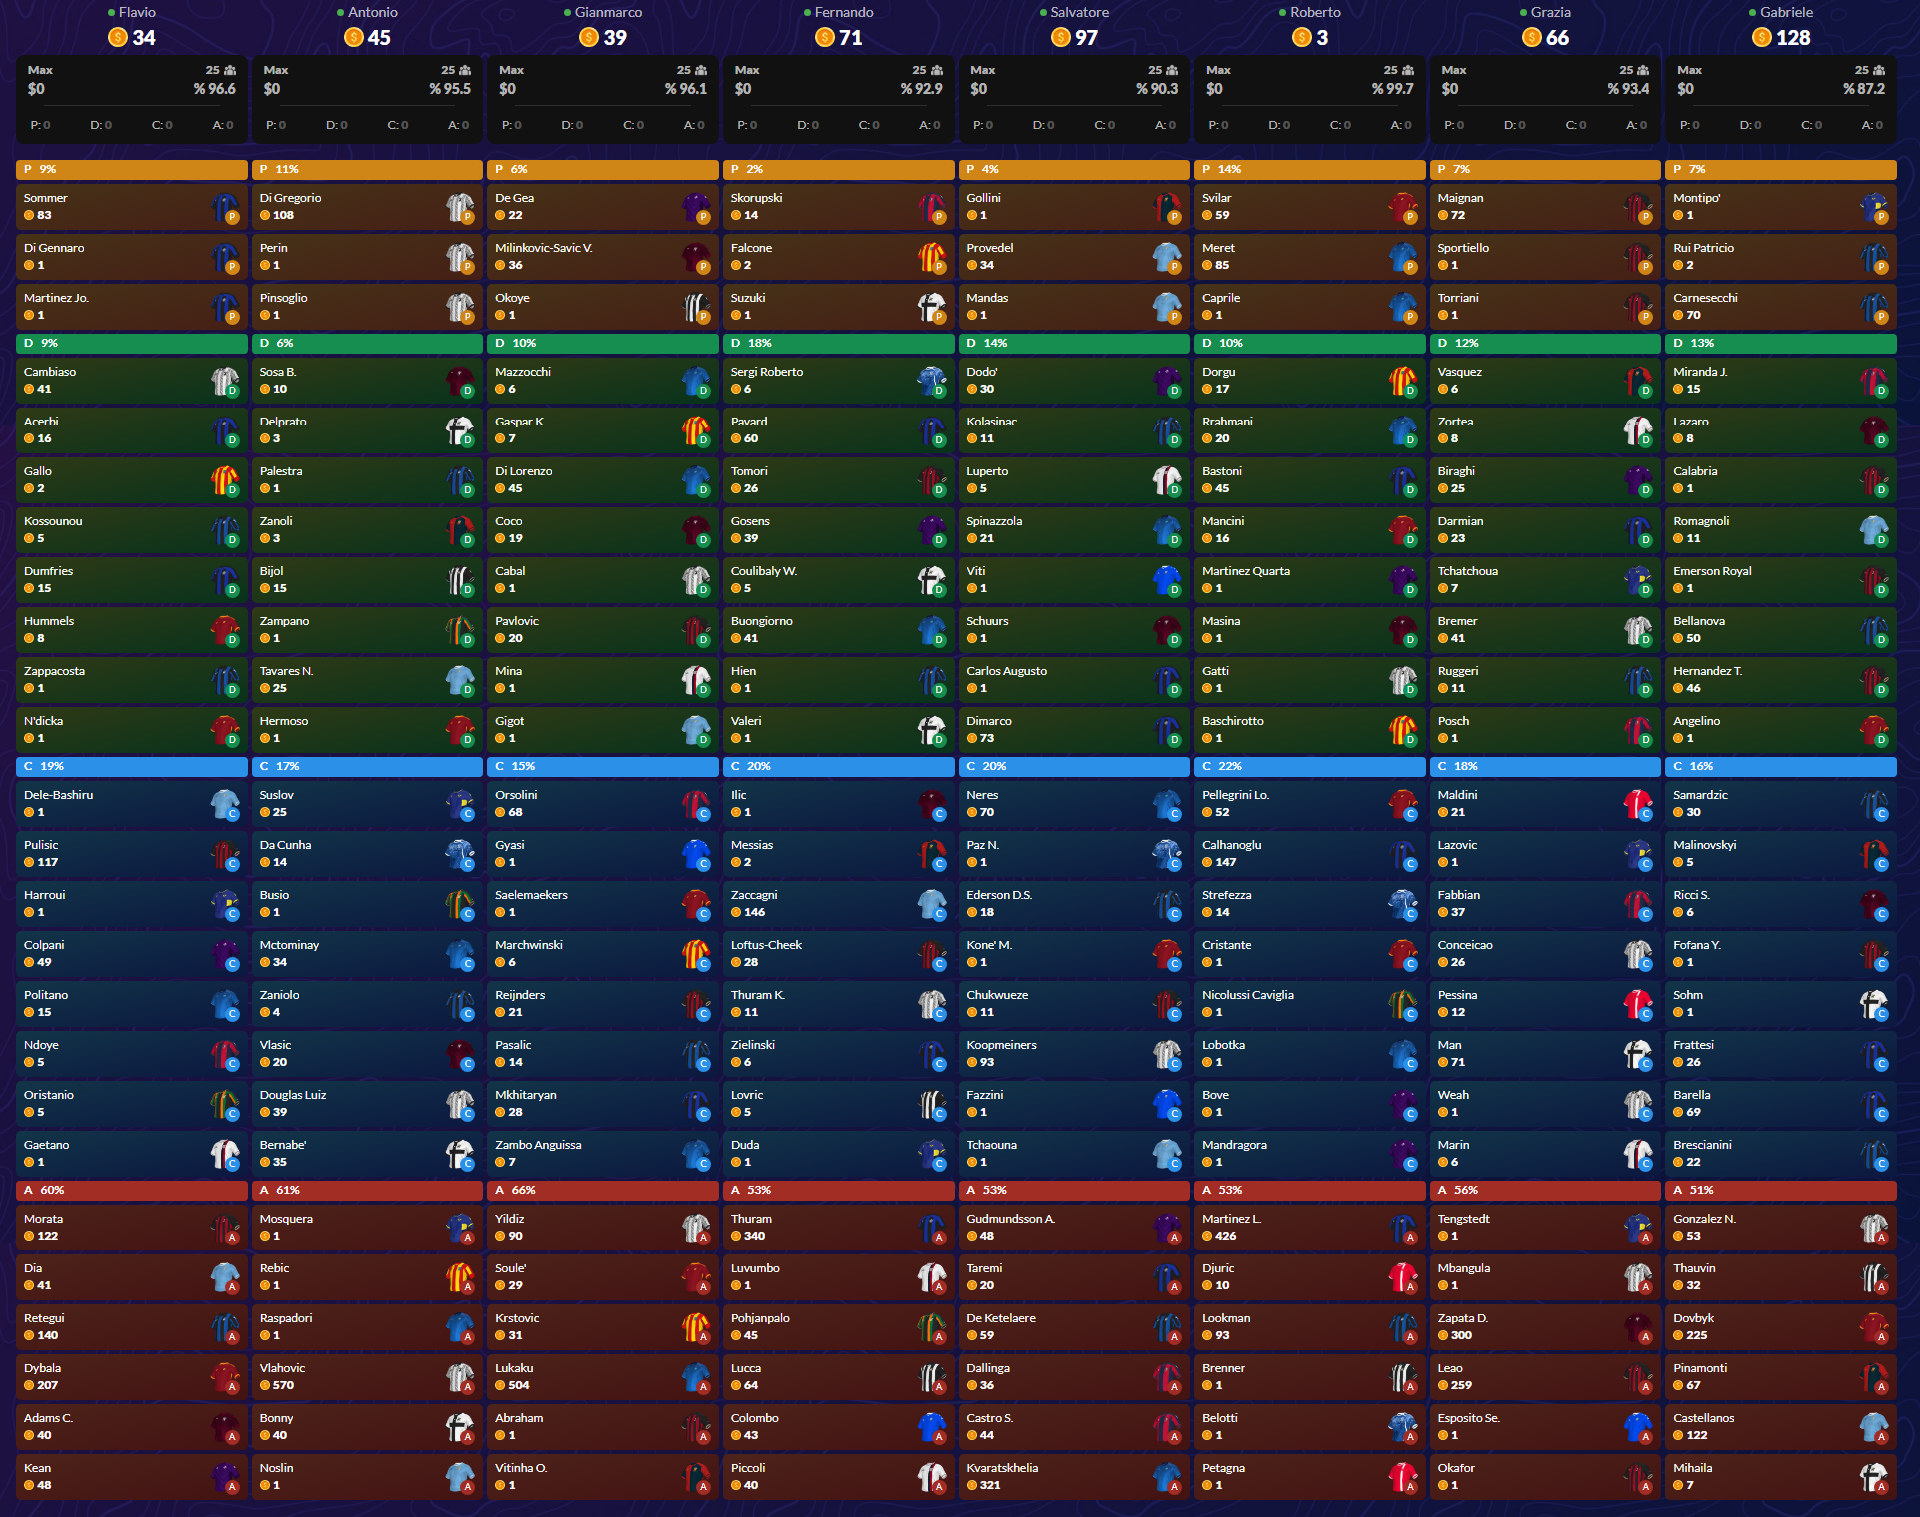 Flavio
34
Max 25
$0 % 96.6
P: 0 D: 0 C: 0 A: 0
P 9%
Sommer
83
Di Gennaro
1
Martinez Jo.
1
D 9%
Cambiaso
41
Acerbi
16
Gallo
2
Kossounou
5
Dumfries
15
Hummels
8
Zappacosta
1
N'dicka
1
C 19%
Dele-Bashiru
1
Pulisic
117
Harroui
1
Colpani
49
Politano
15
Ndoye
5
Oristanio
5
Gaetano
1
A 60%
Morata
122
Dia
41
Retegui
140
Dybala
207
Adams C.
40
Kean
48
Antonio
45
Max 25
$0 % 95.5
P: 0 D: 0 C: 0 A: 0
P 11%
Di Gregorio
108
Perin
1
Pinsoglio
1
D 6%
Sosa B.
10
Delprato
3
Palestra
1
Zanoli
3
Bijol
15
Zampano
1
Tavares N.
25
Hermoso
1
C 17%
Suslov
25
Da Cunha
14
Busio
1
Mctominay
34
Zaniolo
4
Vlasic
20
Douglas Luiz
39
Bernabe'
35
A 61%
Mosquera
1
Rebic
1
Raspadori
1
Vlahovic
570
Bonny
40
Noslin
1
Gianmarco
39
Max 25
$0 % 96.1
P: 0 D: 0 C: 0 A: 0
P 6%
De Gea
22
Milinkovic-Savic V.
36
Okoye
1
D 10%
Mazzocchi
6
Gaspar K
7
Di Lorenzo
45
Coco
19
Cabal
1
Pavlovic
20
Mina
1
Gigot
1
C 15%
Orsolini
68
Gyasi
1
Saelemaekers
1
Marchwinski
6
Reijnders
21
Pasalic
14
Mkhitaryan
28
Zambo Anguissa
7
A 66%
Yildiz
90
Soule'
29
Krstovic
31
Lukaku
504
Abraham
1
Vitinha O.
1
Fernando
71
Max 25
$0 % 92.9
P: 0 D: 0 C: 0 A: 0
P 2%
Skorupski
14
Falcone
2
Suzuki
1
D 18%
Sergi Roberto
6
Pavard
60
Tomori
26
Gosens
39
Coulibaly W.
5
Buongiorno
41
Hien
1
Valeri
1
C 20%
Ilic
1
Messias
2
Zaccagni
146
Loftus-Cheek
28
Thuram K.
11
Zielinski
6
Lovric
5
Duda
1
A 53%
Thuram
340
Luvumbo
1
Pohjanpalo
45
Lucca
64
Colombo
43
Piccoli
40
Salvatore
97
Max 25
$0 % 90.3
P: 0 D: 0 C: 0 A: 0
P 4%
Gollini
1
Provedel
34
Mandas
1
D 14%
Dodo'
30
Kolasinac
11
Luperto
5
Spinazzola
21
Viti
1
Schuurs
1
Carlos Augusto
1
Dimarco
73
C 20%
Neres
70
Paz N.
1
Ederson D.S.
18
Kone' M.
1
Chukwueze
11
Koopmeiners
93
Fazzini
1
Tchaouna
1
A 53%
Gudmundsson A.
48
Taremi
20
De Ketelaere
59
Dallinga
36
Castro S.
44
Kvaratskhelia
321
Roberto
3
Max 25
$0 % 99.7
P: 0 D: 0 C: 0 A: 0
P 14%
Svilar
59
Meret
85
Caprile
1
D 10%
Dorgu
17
Rrahmani
20
Bastoni
45
Mancini
16
Martinez Quarta
1
Masina
1
Gatti
1
Baschirotto
1
C 22%
Pellegrini Lo.
52
Calhanoglu
147
Strefezza
14
Cristante
1
Nicolussi Caviglia
1
Lobotka
1
Bove
1
Mandragora
1
A 53%
Martinez L.
426
Djuric
10
Lookman
93
Brenner
1
Belotti
1
Petagna
1
Grazia
66
Max 25
$0 % 93.4
P: 0 D: 0 C: 0 A: 0
P 7%
Maignan
72
Sportiello
1
Torriani
1
D 12%
Vasquez
6
Zortea
8
Biraghi
25
Darmian
23
Tchatchoua
7
Bremer
41
Ruggeri
11
Posch
1
C 18%
Maldini
21
Lazovic
1
Fabbian
37
Conceicao
26
Pessina
12
Man
71
Weah
1
Marin
6
A 56%
Tengstedt
1
Mbangula
1
Zapata D.
300
Leao
259
Esposito Se.
1
Okafor
1
Gabriele
128
Max 25
$0 % 87.2
P: 0 D: 0 C: 0 A: 0
P 7%
Montipo'
1
Rui Patricio
2
Carnesecchi
70
D 13%
Miranda J.
15
Lazaro
8
Calabria
1
Romagnoli
11
Emerson Royal
1
Bellanova
50
Hernandez T.
46
Angelino
1
C 16%
Samardzic
30
Malinovskyi
5
Ricci S.
6
Fofana Y.
1
Sohm
1
Frattesi
26
Barella
69
Brescianini
22
A 51%
Gonzalez N.
53
Thauvin
32
Dovbyk
225
Pinamonti
67
Castellanos
122
Mihaila
7